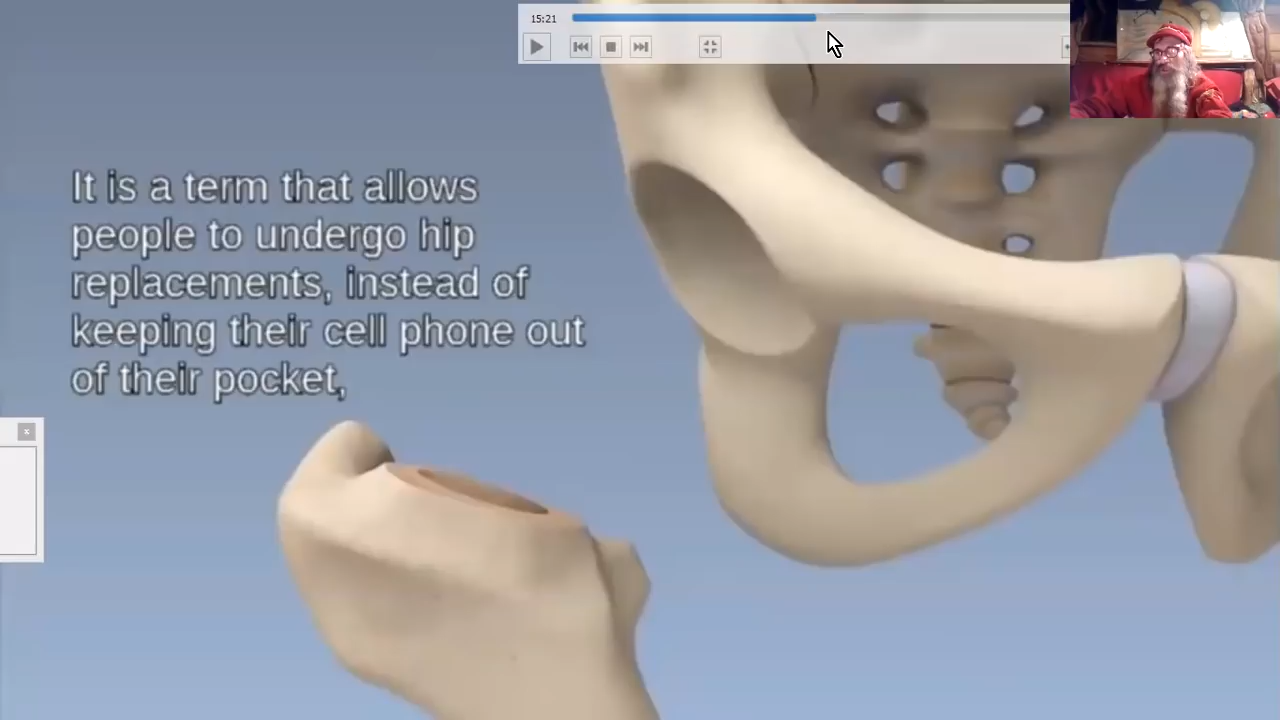 15:21
It is a term that allows
people to undergo hip
replacements, instead of
keeping their cell phone out
of their pocket,